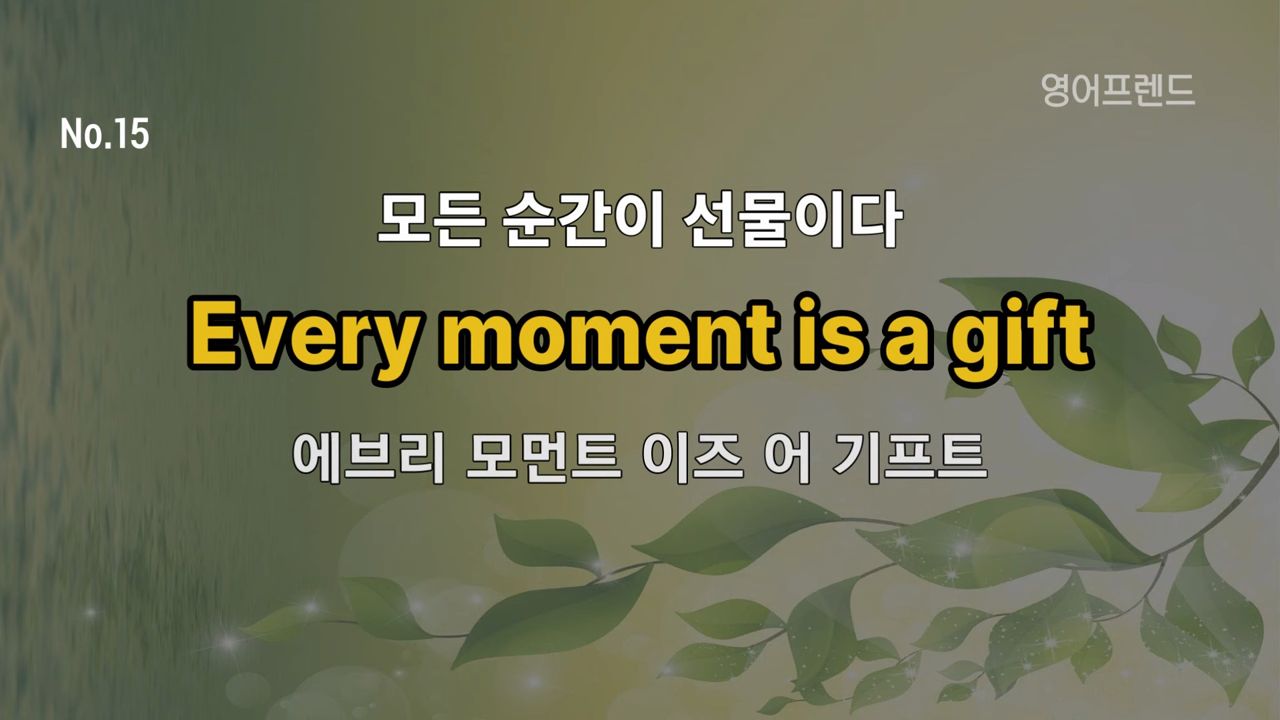 영어프렌드
No.15
모든 순간이 선물이다
Every moment is a gift
에브리 모먼트 이즈 어 기프트